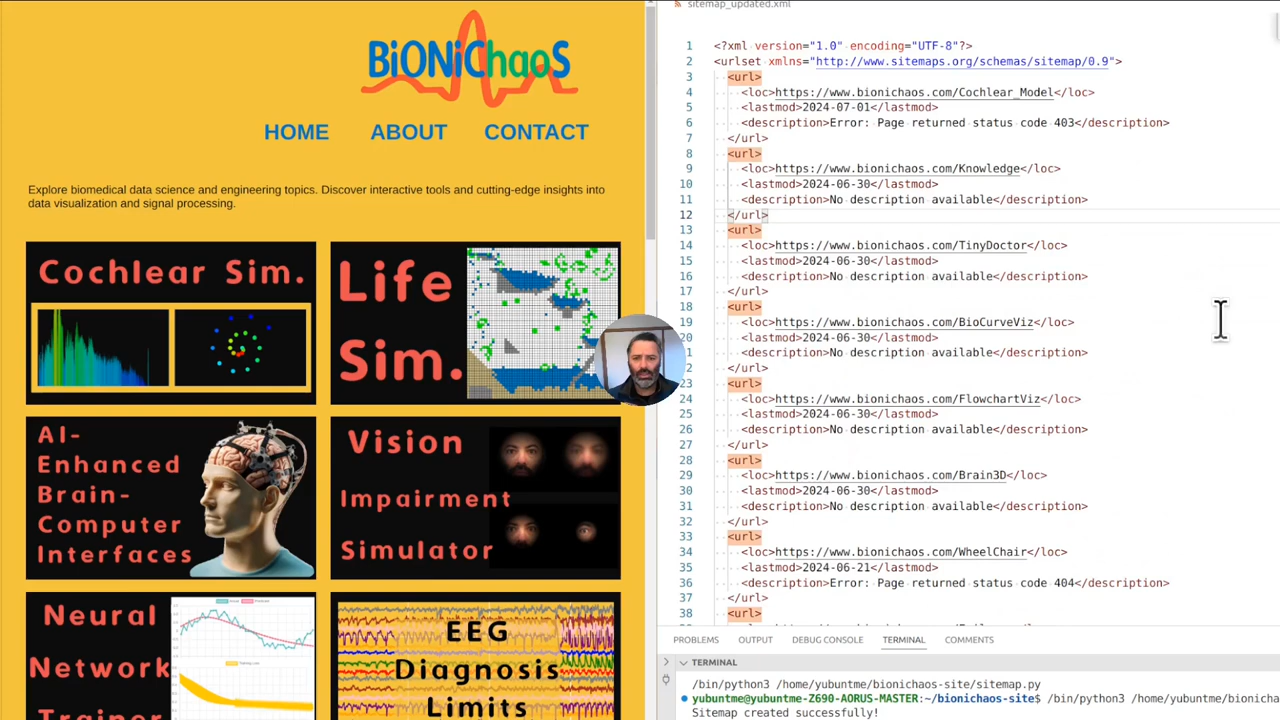 BiONiChaoS
HOME ABOUT CONTACT
Explore biomedical data science and engineering topics. Discover interactive tools and cutting-edge insights into
data visualization and signal processing.
Cochlear Sim.
Life
Sim.
AI-
Enhanced
Brain-
Computer
Interfaces
Vision
Impairment
Simulator
Neural
Network
Trainer
EEG
Diagnosis
Limits
sitemap_updated.xml
1 <?xml version="1.0" encoding="UTF-8"?>
2 <urlset xmlns="http://www.sitemaps.org/schemas/sitemap/0.9">
3 <url>
4 <loc>https://www.bionichaos.com/Cochlear_Model</loc>
5 <lastmod>2024-07-01</lastmod>
6 <description>Error: Page returned status code 403</description>
7 </url>
8 <url>
9 <loc>https://www.bionichaos.com/Knowledge</loc>
10 <lastmod>2024-06-30</lastmod>
11 <description>No description available</description>
12 </url>
13 <url>
14 <loc>https://www.bionichaos.com/TinyDoctor</loc>
15 <lastmod>2024-06-30</lastmod>
16 <description>No description available</description>
17 </url>
18 <url>
19 <loc>https://www.bionichaos.com/BioCurveViz</loc>
20 <lastmod>2024-06-30</lastmod>
1 <description>No description available</description>
2 </url>
23 <url>
24 <loc>https://www.bionichaos.com/FlowchartViz</loc>
25 <lastmod>2024-06-30</lastmod>
26 <description>No description available</description>
27 </url>
28 <url>
29 <loc>https://www.bionichaos.com/Brain3D</loc>
30 <lastmod>2024-06-30</lastmod>
31 <description>No description available</description>
32 </url>
33 <url>
34 <loc>https://www.bionichaos.com/WheelChair</loc>
35 <lastmod>2024-06-21</lastmod>
36 <description>Error: Page returned status code 404</description>
37 </url>
38 <url>
PROBLEMS OUTPUT DEBUG CONSOLE TERMINAL COMMENTS
TERMINAL
/bin/python3 /home/yubuntme/bionichaos-site/sitemap.py
yubuntme@yubuntme-Z690-AORUS-MASTER:~/bionichaos-site$ /bin/python3 /home/yubuntme/bionicha
Sitemap created successfully!